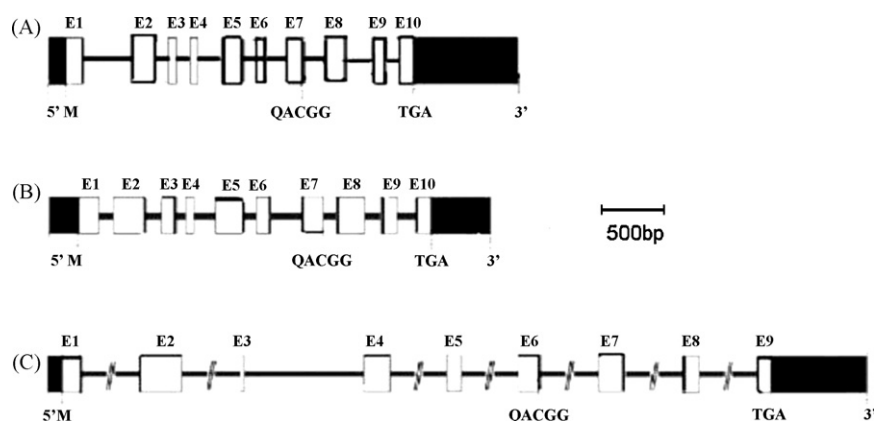 (A) E1 E2 E3 E4 E5 E6 E7 E8 E9 E10
5' M QACGG TGA 3'
(B) E1 E2 E3 E4 E5 E6 E7 E8 E9 E10
500bp
5' M QACGG TGA 3'
(C) E1 E2 E3 E4 E5 E6 E7 E8 E9
5'M QACGG TGA 3'